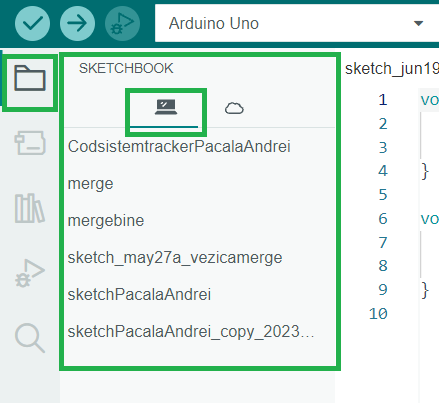 Arduino Uno
SKETCHBOOK
CodsistemtrackerPacalaAndrei
merge
mergebine
sketch_may27a_vezicamerge
sketchPacalaAndrei
sketchPacalaAndrei_copy_2023...
sketch_jun19
1 vo
2
3
4 }
5
6 vo
7
8
9 }
10